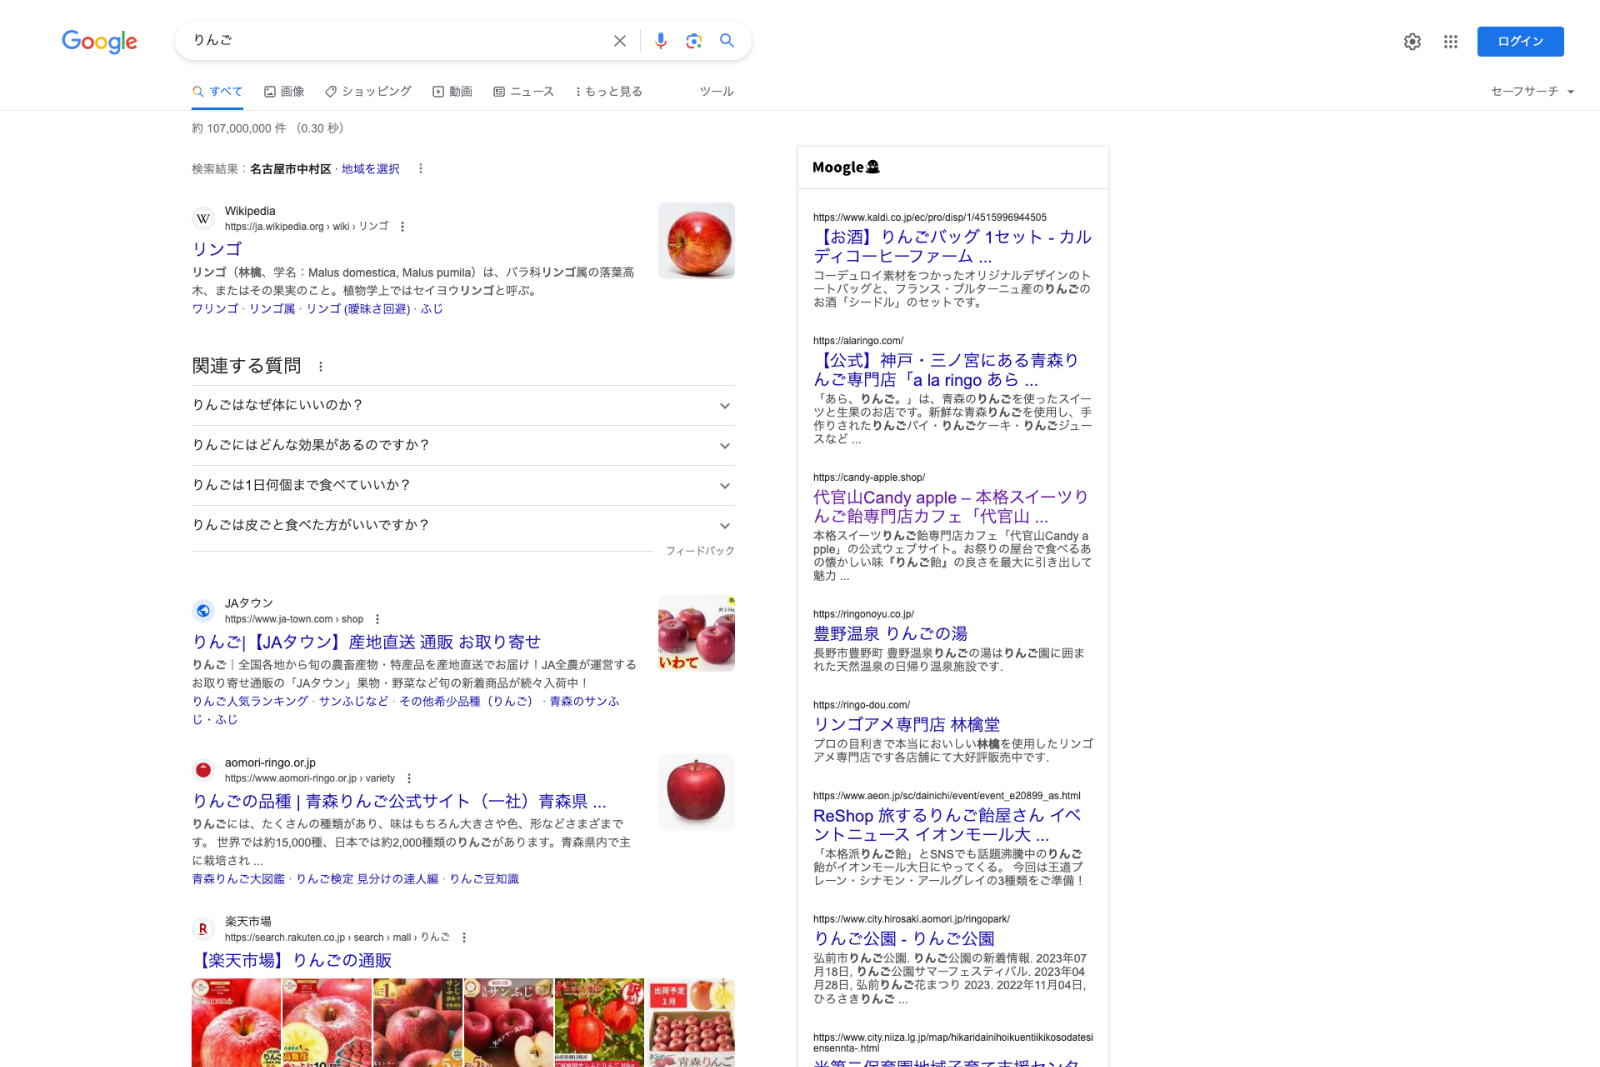 Google
りんご
ログイン
すべて
画像
ショッピング
動画
ニュース
もっと見る
ツール
セーフサーチ
約 107,000,000 件 （0.30 秒）
検索結果：名古屋市中村区 · 地域を選択
Wikipedia
https://ja.wikipedia.org › wiki › リンゴ
リンゴ
リンゴ（林檎、学名：Malus domestica, Malus pumila）は、バラ科リンゴ属の落葉高
木、またはその果実のこと。植物学上ではセイヨウリンゴと呼ぶ。
ワリンゴ · リンゴ属 · リンゴ (曖昧さ回避) · ふじ
関連する質問
りんごはなぜ体にいいのか？
りんごにはどんな効果があるのですか？
りんごは1日何個まで食べていいか？
りんごは皮ごと食べた方がいいですか？
フィードバック
JAタウン
https://www.ja-town.com › shop
りんご|【JAタウン】産地直送 通販 お取り寄せ
りんご｜全国各地から旬の農畜産物・特産品を産地直送でお届け！JA全農が運営する
お取り寄せ通販の「JAタウン」果物・野菜など旬の新着商品が続々入荷中！
りんご人気ランキング · サンふじなど · その他希少品種（りんご） · 青森のサンふ
じ・ふじ
いわて
aomori-ringo.or.jp
https://www.aomori-ringo.or.jp › variety
りんごの品種 | 青森りんご公式サイト（一社）青森県 ...
りんごには、たくさんの種類があり、味はもちろん大きさや色、形などさまざまで
す。 世界では約15,000種、日本では約2,000種類のりんごがあります。青森県内で主
に栽培され ...
青森りんご大図鑑 · りんご検定 見分けの達人編 · りんご豆知識
楽天市場
https://search.rakuten.co.jp › search › mall › りんご
【楽天市場】りんごの通販
サンふじ
出荷予定
1月
青森りんご
Moogle
https://www.kaldi.co.jp/ec/pro/disp/1/4515996944505
【お酒】りんごバッグ 1セット - カル
ディコーヒーファーム ...
コーデュロイ素材をつかったオリジナルデザインのト
ートバッグと、フランス・ブルターニュ産のりんごの
お酒「シードル」のセットです。
https://alaringo.com/
【公式】神戸・三ノ宮にある青森り
んご専門店「a la ringo あら ...
「あら、りんご。」は、青森のりんごを使ったスイー
ツと生果のお店です。新鮮な青森りんごを使用し、手
作りされたりんごパイ・りんごケーキ・りんごジュー
スなど ...
https://candy-apple.shop/
代官山Candy apple – 本格スイーツり
んご飴専門店カフェ「代官山 ...
本格スイーツりんご飴専門店カフェ「代官山Candy a
pple」の公式ウェブサイト。お祭りの屋台で食べるあ
の懐かしい味『りんご飴』の良さを最大に引き出して
魅力 ...
https://ringonoyu.co.jp/
豊野温泉 りんごの湯
長野市豊野町 豊野温泉りんごの湯はりんご園に囲ま
れた天然温泉の日帰り温泉施設です.
https://ringo-dou.com/
リンゴアメ専門店 林檎堂
プロの目利きで本当においしい林檎を使用したリンゴ
アメ専門店です各店舗にて大好評販売中です.
https://www.aeon.jp/sc/dainichi/event/event_e20899_as.html
ReShop 旅するりんご飴屋さん イベ
ントニュース イオンモール大 ...
「本格派りんご飴」とSNSでも話題沸騰中のりんご
飴がイオンモール大日にやってくる。 今回は王道プ
レーン・シナモン・アールグレイの3種類をご準備！
https://www.city.hirosaki.aomori.jp/ringopark/
りんご公園 - りんご公園
弘前市りんご公園. りんご公園の新着情報. 2023年07
月18日, りんご公園サマーフェスティバル. 2023年04
月28日, 弘前りんご花まつり 2023. 2022年11月04日,
ひろさきりんご ...
https://www.city.niiza.lg.jp/map/hikaridainihoikuentiikikosodatesi
ensennta-.html